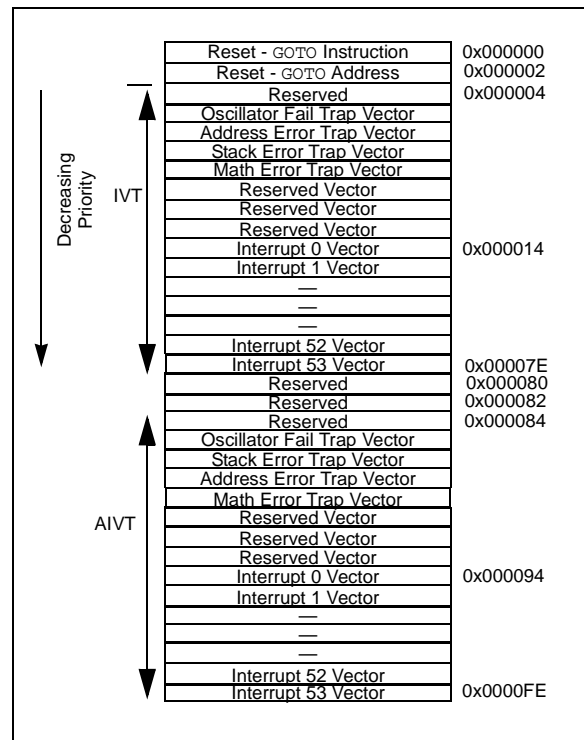 Reset - GOTO Instruction 0x000000
Reset - GOTO Address 0x000002
Reserved 0x000004
Oscillator Fail Trap Vector
Address Error Trap Vector
Stack Error Trap Vector
Math Error Trap Vector
Decreasing
Priority
IVT
Reserved Vector
Reserved Vector
Reserved Vector
Interrupt 0 Vector 0x000014
Interrupt 1 Vector
—
—
—
Interrupt 52 Vector
Interrupt 53 Vector 0x00007E
Reserved 0x000080
Reserved 0x000082
Reserved 0x000084
Oscillator Fail Trap Vector
Stack Error Trap Vector
Address Error Trap Vector
Math Error Trap Vector
AIVT
Reserved Vector
Reserved Vector
Reserved Vector
Interrupt 0 Vector 0x000094
Interrupt 1 Vector
—
—
—
Interrupt 52 Vector
Interrupt 53 Vector 0x0000FE